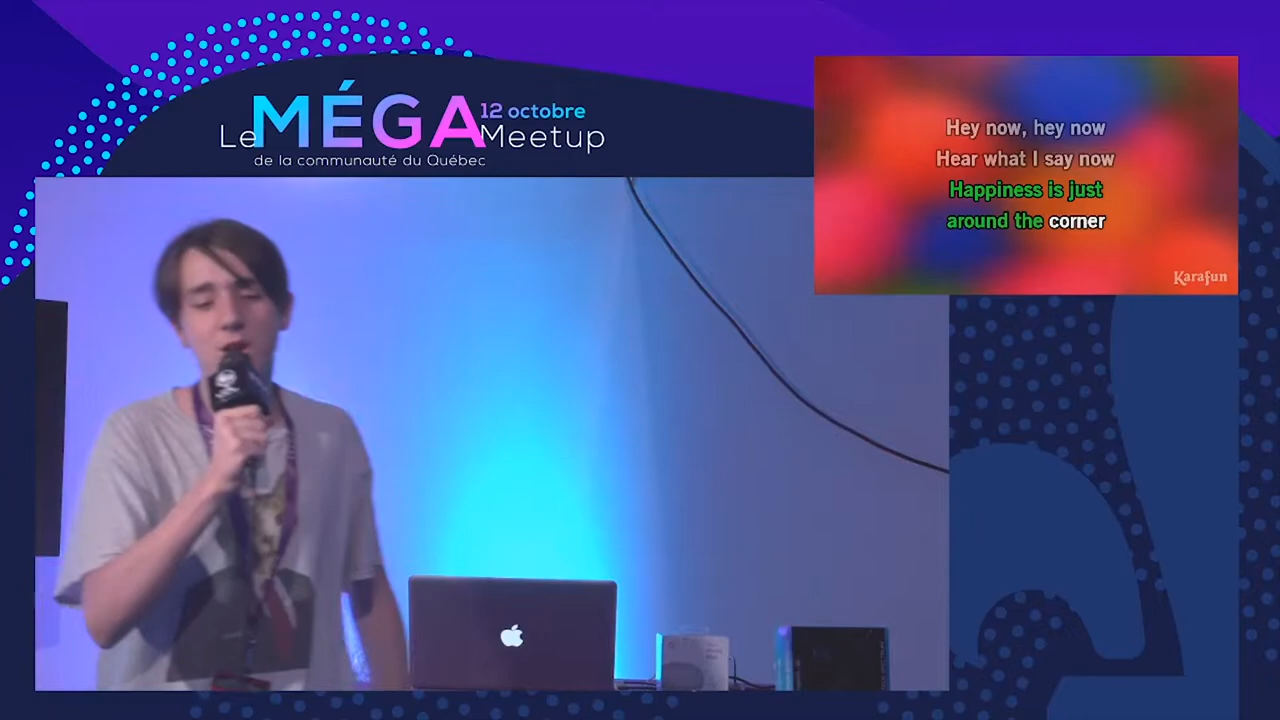 Le MÉGA Meetup
12 octobre
de la communauté du Québec
Hey now, hey now
Hear what I say now
Happiness is just
around the corner
Karafun